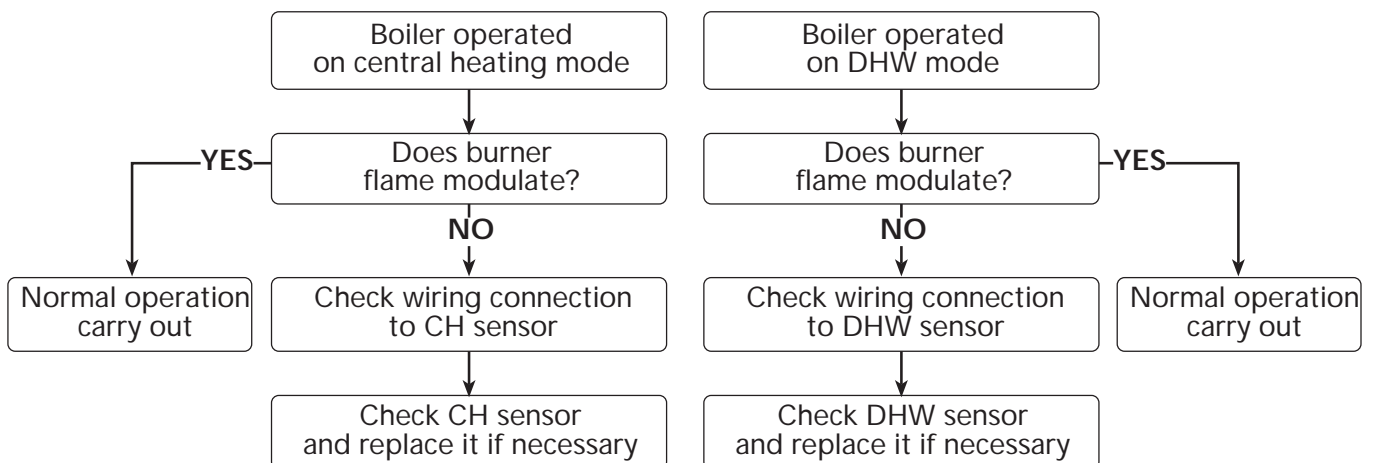 Boiler operated
on central heating mode
Does burner
flame modulate?
YES
NO
Normal operation
carry out
Check wiring connection
to CH sensor
Check CH sensor
and replace it if necessary
Boiler operated
on DHW mode
Does burner
flame modulate?
YES
NO
Check wiring connection
to DHW sensor
Normal operation
carry out
Check DHW sensor
and replace it if necessary